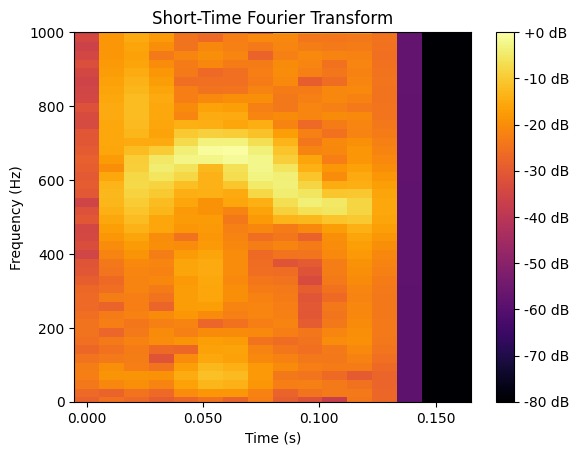 Short-Time Fourier Transform
Frequency (Hz)
1000
800
600
400
200
0
0.000
0.050
0.100
0.150
Time (s)
+0 dB
-10 dB
-20 dB
-30 dB
-40 dB
-50 dB
-60 dB
-70 dB
-80 dB